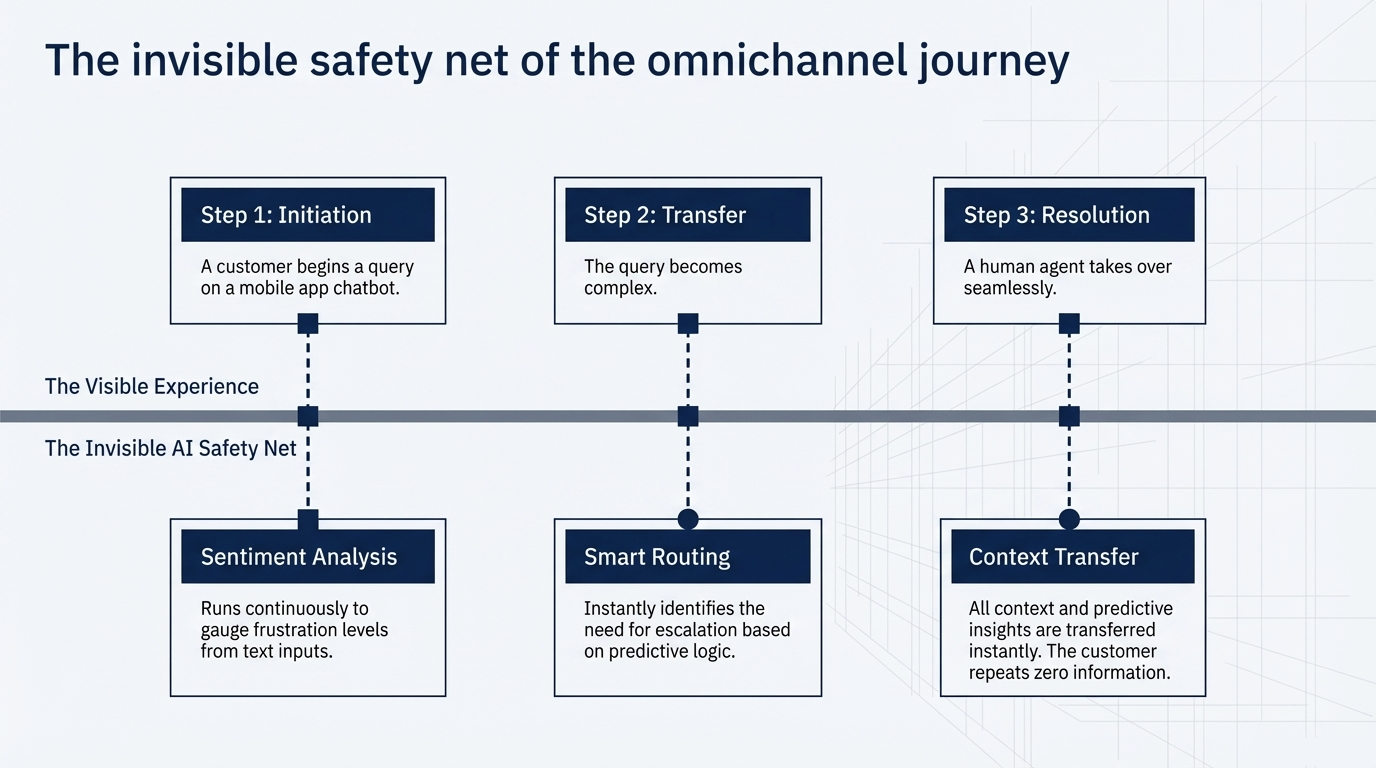 The invisible safety net of the omnichannel journey
Step 1: Initiation
A customer begins a query
on a mobile app chatbot.
Step 2: Transfer
The query becomes
complex.
Step 3: Resolution
A human agent takes over
seamlessly.
The Visible Experience
The Invisible AI Safety Net
Sentiment Analysis
Runs continuously to
gauge frustration levels
from text inputs.
Smart Routing
Instantly identifies the
need for escalation based
on predictive logic.
Context Transfer
All context and predictive
insights are transferred
instantly. The customer
repeats zero information.